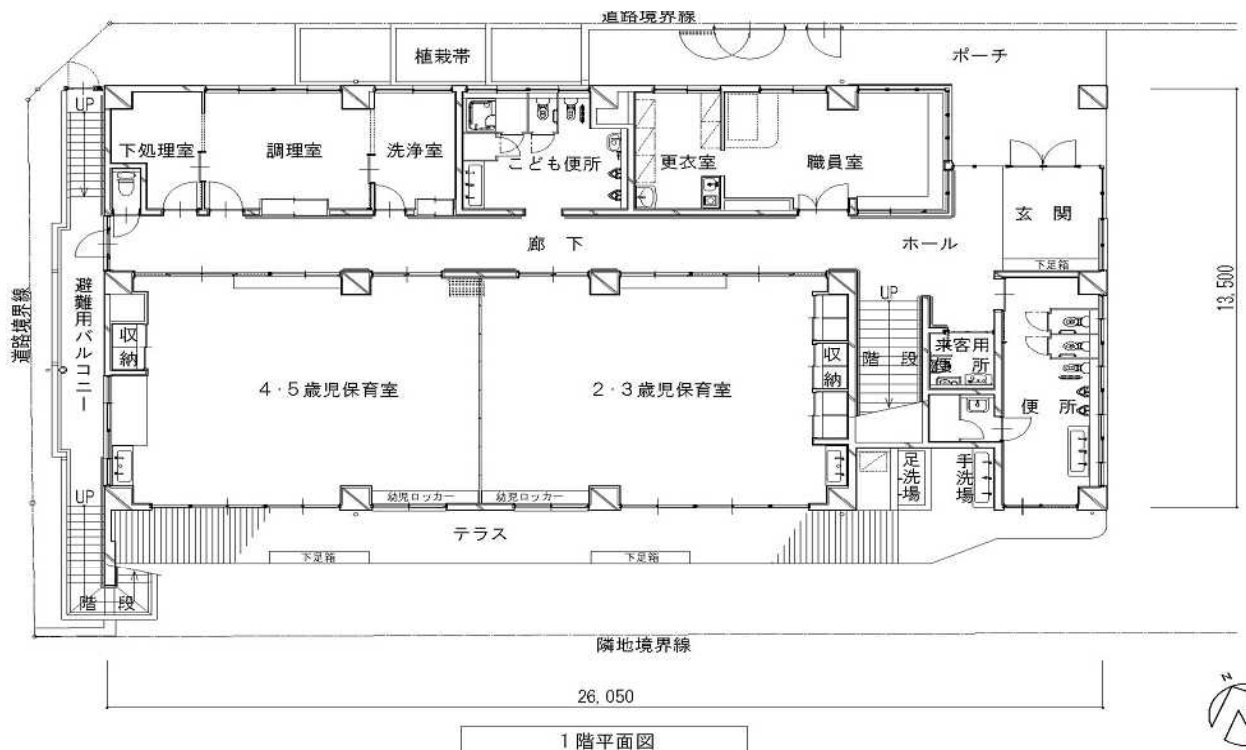 道路境界線
植栽帯
ポーチ
UP
下処理室
調理室
洗浄室
こども便所
更衣室
職員室
玄 関
廊 下
ホール
下足箱
13,500
道路境界線
避難用バルコニー
収納
4・5歳児保育室
2・3歳児保育室
収納
UP
階 段
来客用
便 所
便 所
UP
幼児ロッカー
幼児ロッカー
足洗場
手洗場
テラス
下足箱
下足箱
階 段
隣地境界線
26,050
N
1階平面図